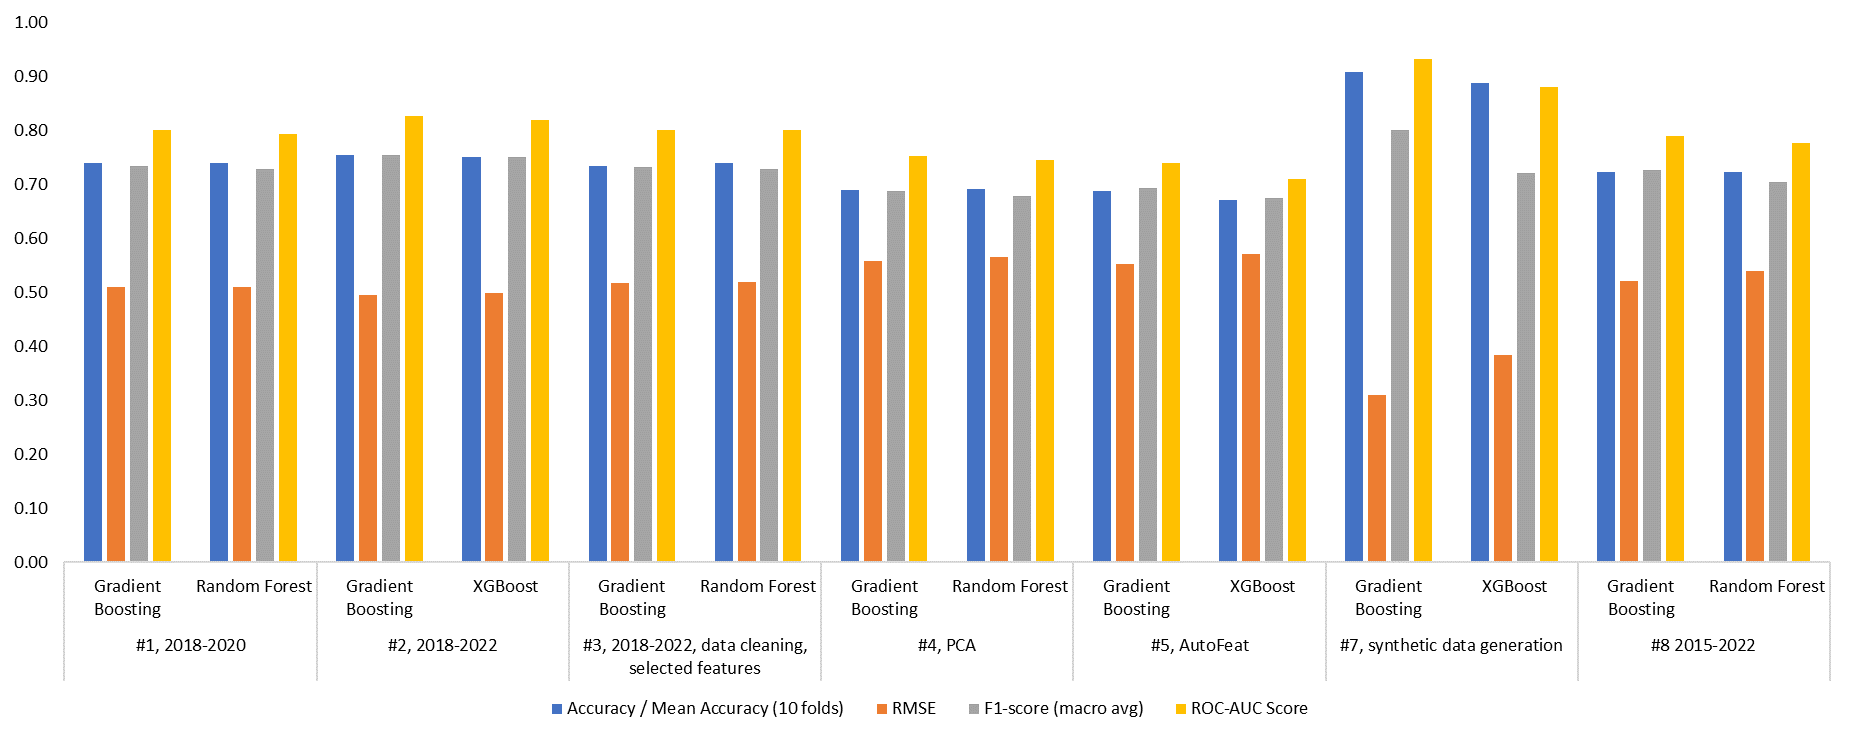 1.00
0.90
0.80
0.70
0.60
0.50
0.40
0.30
0.20
0.10
0.00
Gradient
Boosting
Random Forest
Gradient
Boosting
XGBoost
Gradient
Boosting
Random Forest
Gradient
Boosting
Random Forest
Gradient
Boosting
XGBoost
Gradient
Boosting
XGBoost
Gradient
Boosting
Random Forest
#1, 2018-2020
#2, 2018-2022
#3, 2018-2022, data cleaning,
selected features
#4, PCA
#5, AutoFeat
#7, synthetic data generation
#8 2015-2022
Accuracy / Mean Accuracy (10 folds)
RMSE
F1-score (macro avg)
ROC-AUC Score